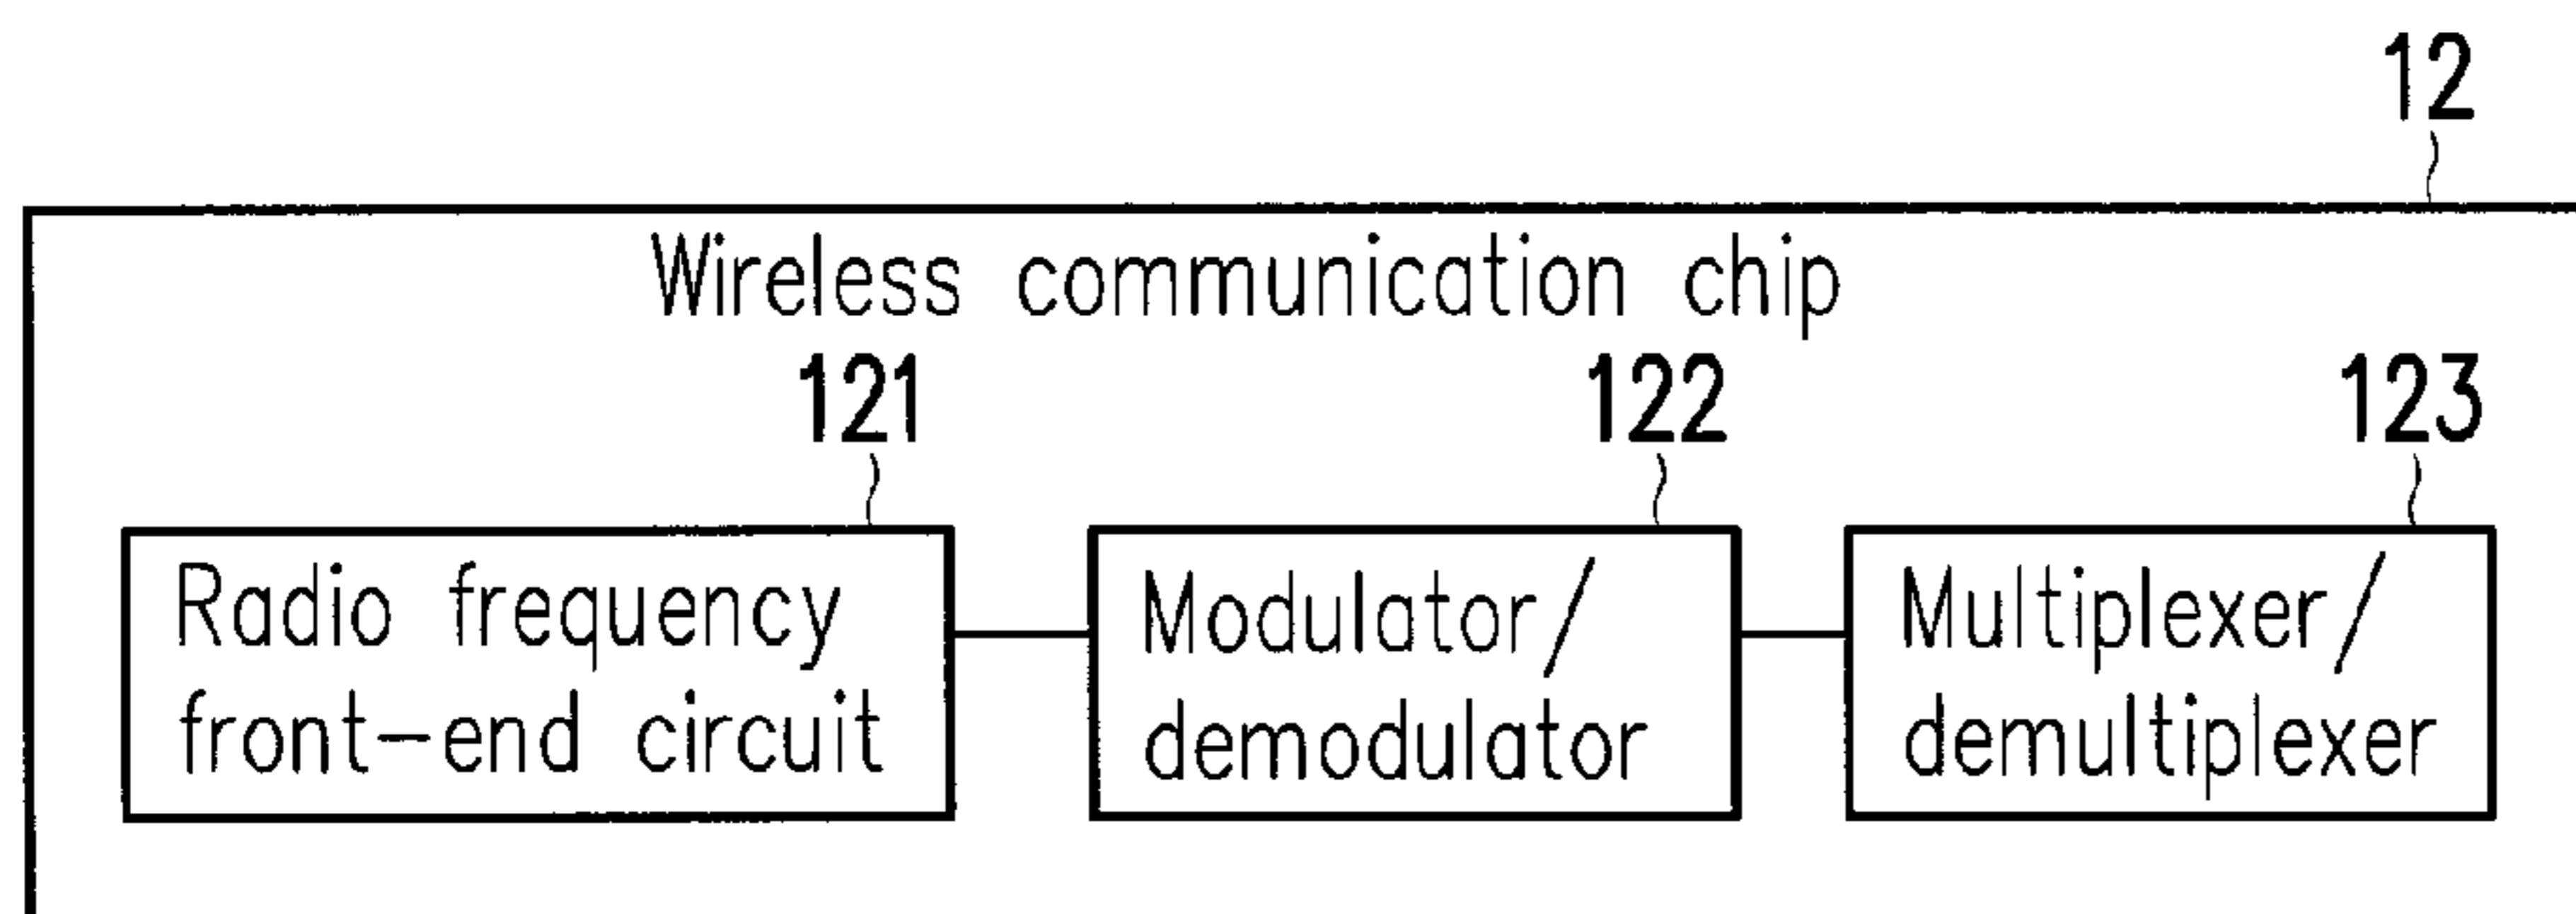 12
Wireless communication chip
121
122
123
Radio frequency
front-end circuit
Modulator/
demodulator
Multiplexer/
demultiplexer